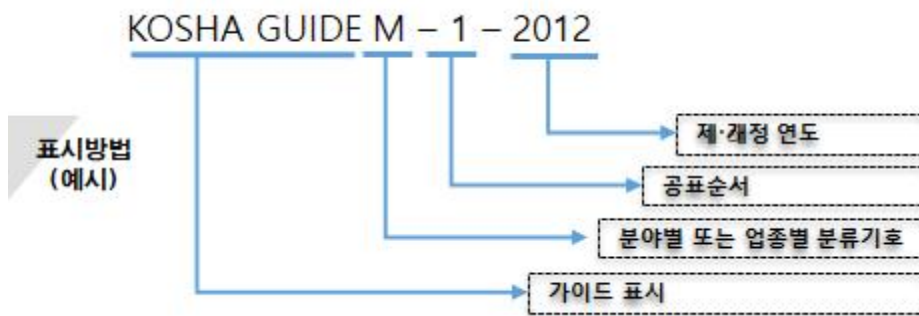 KOSHA GUIDE M – 1 – 2012
표시방법
(예시)
제·개정 연도
공표순서
분야별 또는 업종별 분류기호
가이드 표시